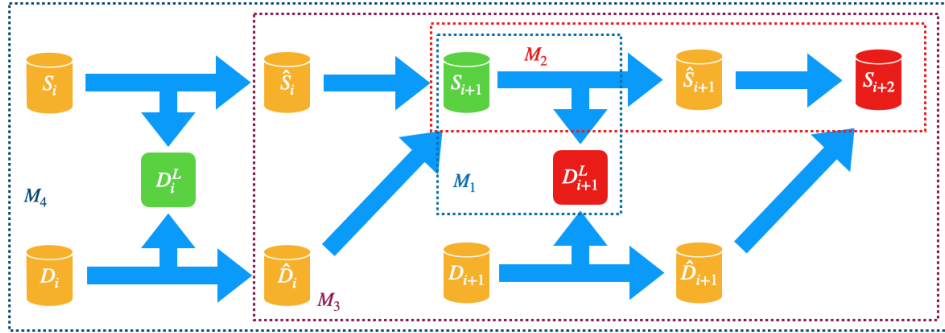 M₂
Sᵢ Ŝᵢ Sᵢ₊₁ Ŝᵢ₊₁ Sᵢ₊₂
Dᵢᴸ Dᵢ₊₁ᴸ
M₄ M₁
Dᵢ D̂ᵢ Dᵢ₊₁ D̂ᵢ₊₁
M₃